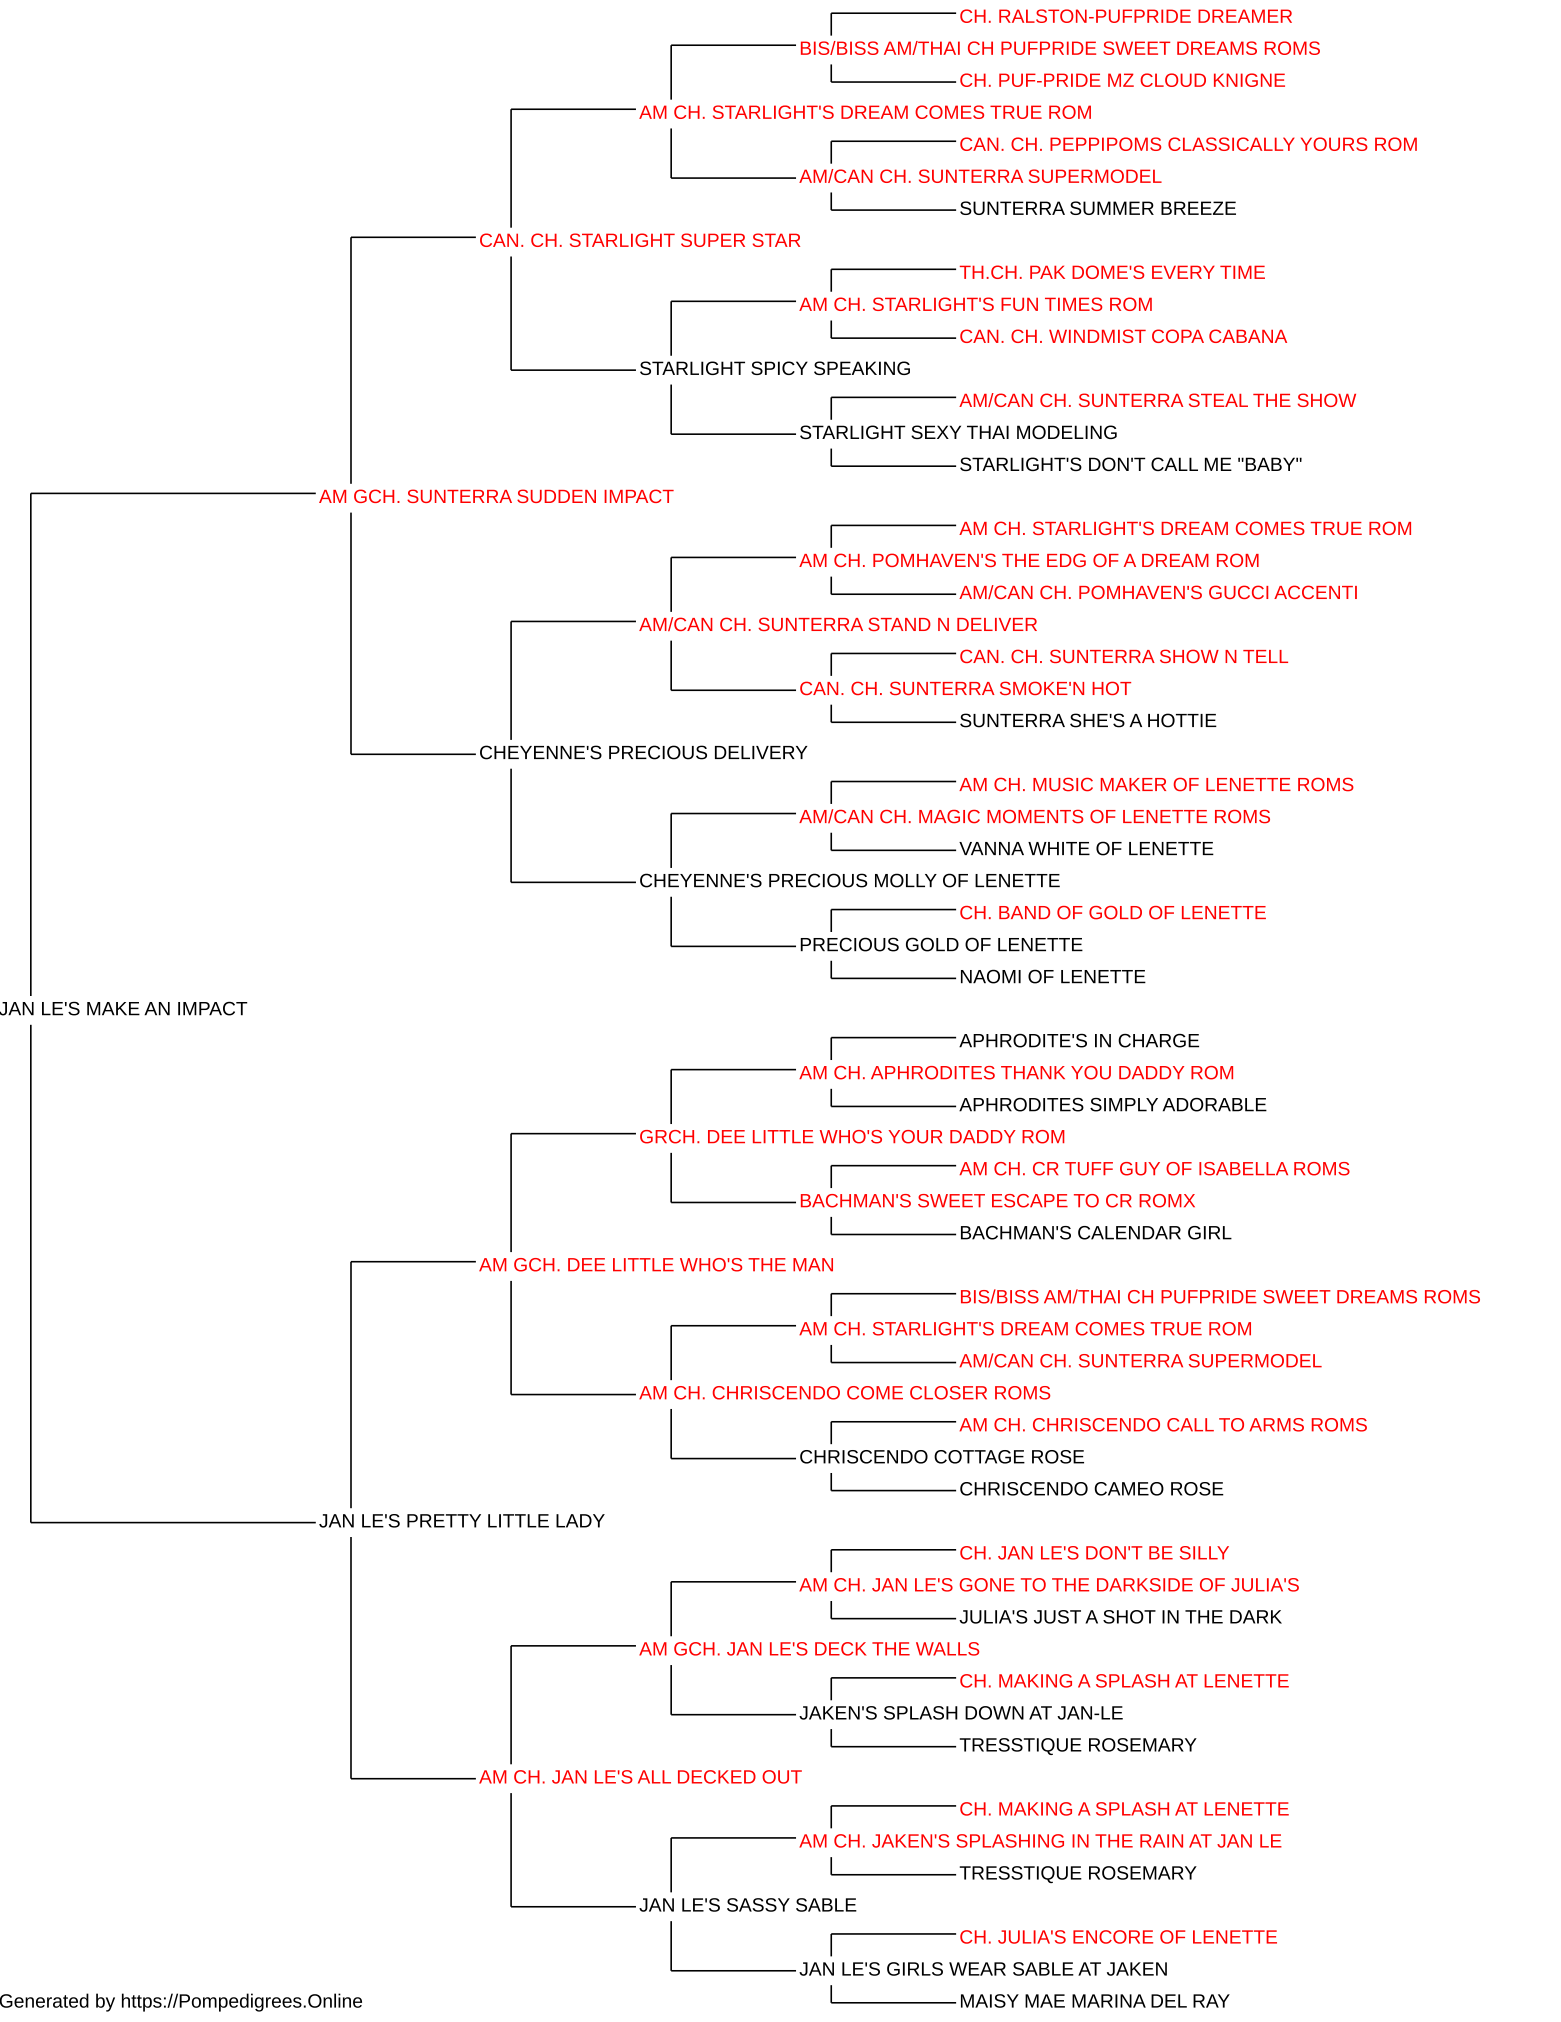 CH. RALSTON-PUFPRIDE DREAMER
BIS/BISS AM/THAI CH PUFPRIDE SWEET DREAMS ROMS
CH. PUF-PRIDE MZ CLOUD KNIGNE
AM CH. STARLIGHT'S DREAM COMES TRUE ROM
CAN. CH. PEPPIPOMS CLASSICALLY YOURS ROM
AM/CAN CH. SUNTERRA SUPERMODEL
SUNTERRA SUMMER BREEZE
CAN. CH. STARLIGHT SUPER STAR
TH.CH. PAK DOME'S EVERY TIME
AM CH. STARLIGHT'S FUN TIMES ROM
CAN. CH. WINDMIST COPA CABANA
STARLIGHT SPICY SPEAKING
AM/CAN CH. SUNTERRA STEAL THE SHOW
STARLIGHT SEXY THAI MODELING
STARLIGHT'S DON'T CALL ME "BABY"
AM GCH. SUNTERRA SUDDEN IMPACT
AM CH. STARLIGHT'S DREAM COMES TRUE ROM
AM CH. POMHAVEN'S THE EDG OF A DREAM ROM
AM/CAN CH. POMHAVEN'S GUCCI ACCENTI
AM/CAN CH. SUNTERRA STAND N DELIVER
CAN. CH. SUNTERRA SHOW N TELL
CAN. CH. SUNTERRA SMOKE'N HOT
SUNTERRA SHE'S A HOTTIE
CHEYENNE'S PRECIOUS DELIVERY
AM CH. MUSIC MAKER OF LENETTE ROMS
AM/CAN CH. MAGIC MOMENTS OF LENETTE ROMS
VANNA WHITE OF LENETTE
CHEYENNE'S PRECIOUS MOLLY OF LENETTE
CH. BAND OF GOLD OF LENETTE
PRECIOUS GOLD OF LENETTE
NAOMI OF LENETTE
JAN LE'S MAKE AN IMPACT
APHRODITE'S IN CHARGE
AM CH. APHRODITES THANK YOU DADDY ROM
APHRODITES SIMPLY ADORABLE
GRCH. DEE LITTLE WHO'S YOUR DADDY ROM
AM CH. CR TUFF GUY OF ISABELLA ROMS
BACHMAN'S SWEET ESCAPE TO CR ROMX
BACHMAN'S CALENDAR GIRL
AM GCH. DEE LITTLE WHO'S THE MAN
BIS/BISS AM/THAI CH PUFPRIDE SWEET DREAMS ROMS
AM CH. STARLIGHT'S DREAM COMES TRUE ROM
AM/CAN CH. SUNTERRA SUPERMODEL
AM CH. CHRISCENDO COME CLOSER ROMS
AM CH. CHRISCENDO CALL TO ARMS ROMS
CHRISCENDO COTTAGE ROSE
CHRISCENDO CAMEO ROSE
JAN LE'S PRETTY LITTLE LADY
CH. JAN LE'S DON'T BE SILLY
AM CH. JAN LE'S GONE TO THE DARKSIDE OF JULIA'S
JULIA'S JUST A SHOT IN THE DARK
AM GCH. JAN LE'S DECK THE WALLS
CH. MAKING A SPLASH AT LENETTE
JAKEN'S SPLASH DOWN AT JAN-LE
TRESSTIQUE ROSEMARY
AM CH. JAN LE'S ALL DECKED OUT
CH. MAKING A SPLASH AT LENETTE
AM CH. JAKEN'S SPLASHING IN THE RAIN AT JAN LE
TRESSTIQUE ROSEMARY
JAN LE'S SASSY SABLE
CH. JULIA'S ENCORE OF LENETTE
JAN LE'S GIRLS WEAR SABLE AT JAKEN
MAISY MAE MARINA DEL RAY
Generated by https://Pompedigrees.Online